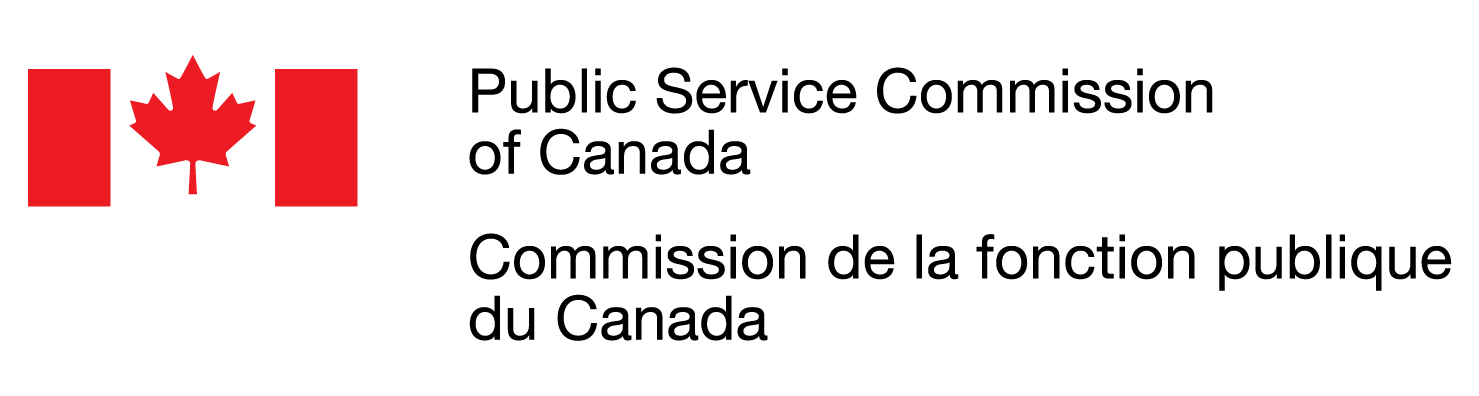 Public Service Commission
of Canada
Commission de la fonction publique
du Canada